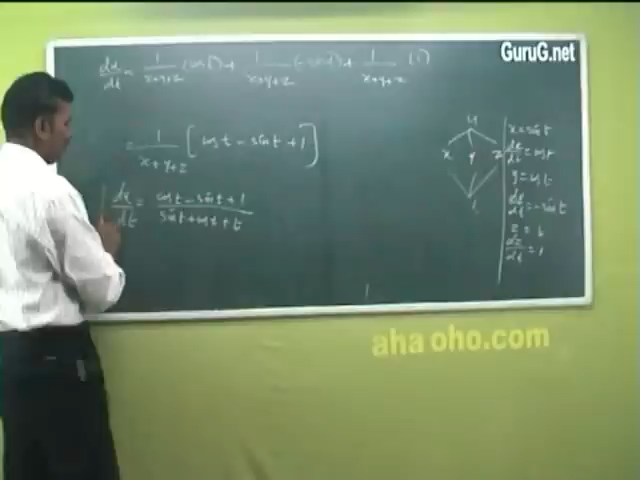 GuruG.net
du/dt = 1/(x+y+z) (cos t) + 1/(x+y+z) (-sin t) + 1/(x+y+z) (1)
= 1/(x+y+z) [cos t - sin t + 1]
du/dt = (cos t - sin t + 1)/(sin t + cos t + t)
u
x y z
t
x = sin t
dx/dt = cos t
y = cos t
dy/dt = -sin t
z = t
dz/dt = 1
aha oho.com